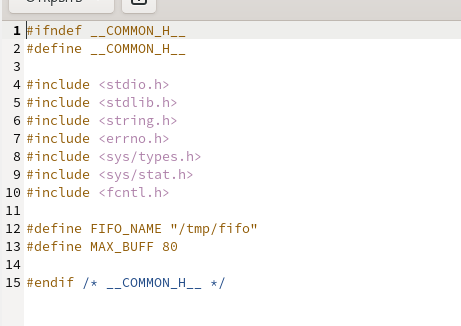 Открыть
1 #ifndef __COMMON_H__
2 #define __COMMON_H__
3
4 #include <stdio.h>
5 #include <stdlib.h>
6 #include <string.h>
7 #include <errno.h>
8 #include <sys/types.h>
9 #include <sys/stat.h>
10 #include <fcntl.h>
11
12 #define FIFO_NAME "/tmp/fifo"
13 #define MAX_BUFF 80
14
15 #endif /* __COMMON_H__ */